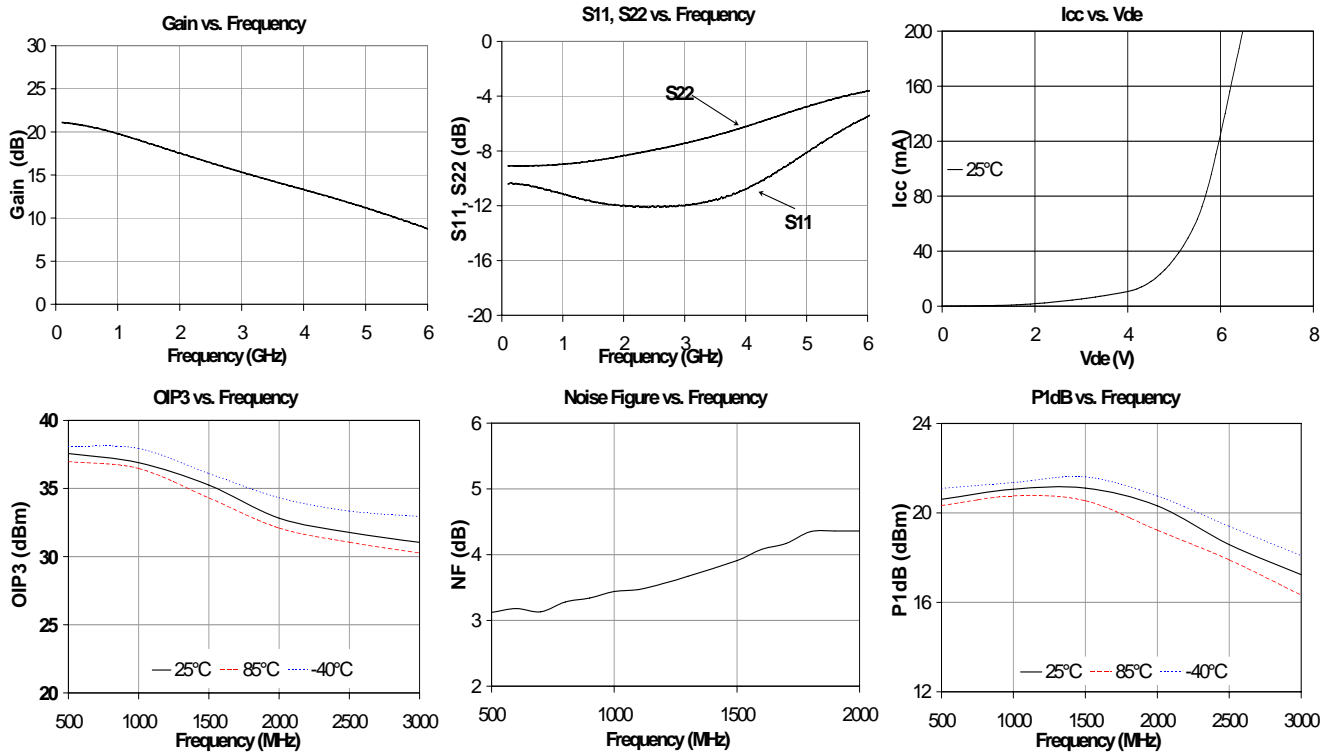 Gain vs. Frequency
30
25
20
15
10
5
0
Gain (dB)
0 1 2 3 4 5 6
Frequency (GHz)
S11, S22 vs. Frequency
0
-4
-8
-12
-16
-20
S11, S22 (dB)
S22
S11
0 1 2 3 4 5 6
Frequency (GHz)
Icc vs. Vde
200
160
120
80
40
0
Icc (mA)
25°C
0 2 4 6 8
Vde (V)
OIP3 vs. Frequency
40
35
30
25
20
OIP3 (dBm)
25°C 85°C -40°C
500 1000 1500 2000 2500 3000
Frequency (MHz)
Noise Figure vs. Frequency
6
5
4
3
2
NF (dB)
500 1000 1500 2000
Frequency (MHz)
P1dB vs. Frequency
24
20
16
12
P1dB (dBm)
25°C 85°C -40°C
500 1000 1500 2000 2500 3000
Frequency (MHz)